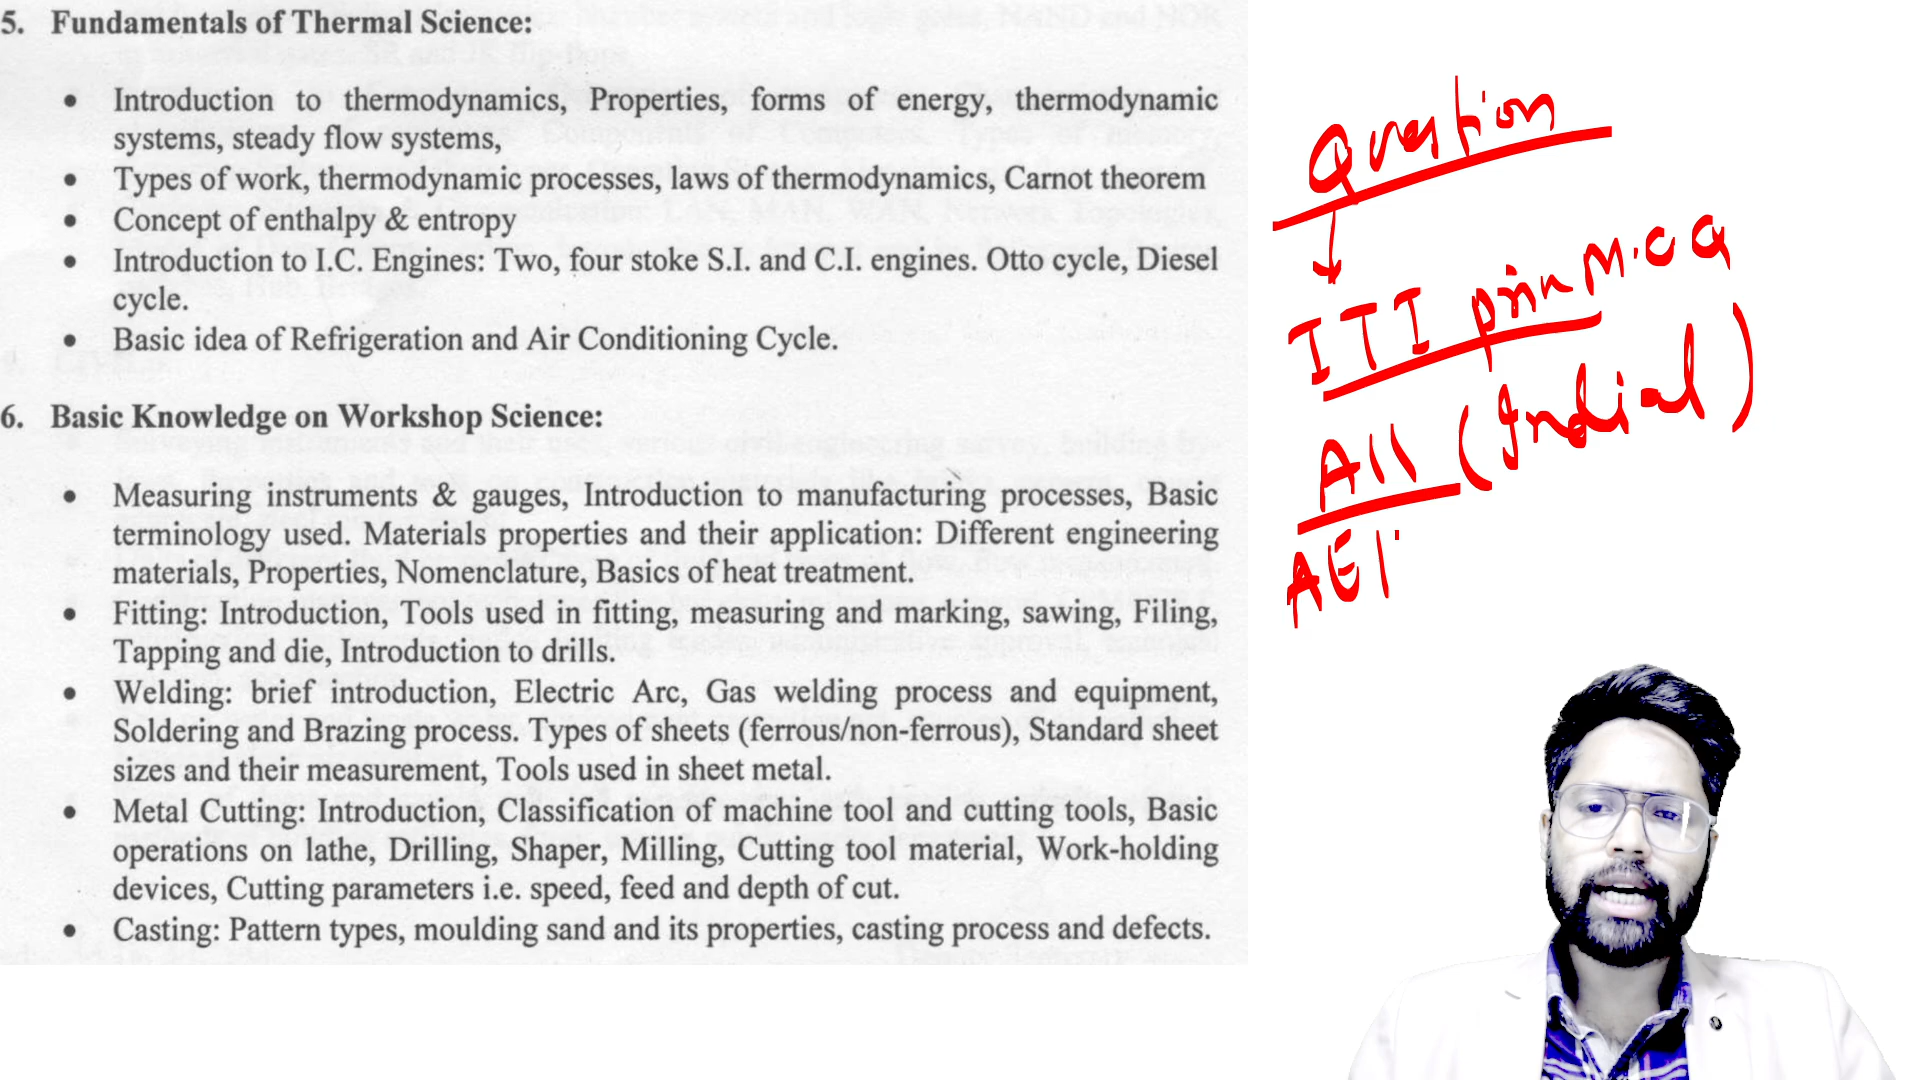 5. Fundamentals of Thermal Science:
• Introduction to thermodynamics, Properties, forms of energy, thermodynamic
systems, steady flow systems,
• Types of work, thermodynamic processes, laws of thermodynamics, Carnot theorem
• Concept of enthalpy & entropy
• Introduction to I.C. Engines: Two, four stoke S.I. and C.I. engines. Otto cycle, Diesel
cycle.
• Basic idea of Refrigeration and Air Conditioning Cycle.
6. Basic Knowledge on Workshop Science:
• Measuring instruments & gauges, Introduction to manufacturing processes, Basic
terminology used. Materials properties and their application: Different engineering
materials, Properties, Nomenclature, Basics of heat treatment.
• Fitting: Introduction, Tools used in fitting, measuring and marking, sawing, Filing,
Tapping and die, Introduction to drills.
• Welding: brief introduction, Electric Arc, Gas welding process and equipment,
Soldering and Brazing process. Types of sheets (ferrous/non-ferrous), Standard sheet
sizes and their measurement, Tools used in sheet metal.
• Metal Cutting: Introduction, Classification of machine tool and cutting tools, Basic
operations on lathe, Drilling, Shaper, Milling, Cutting tool material, Work-holding
devices, Cutting parameters i.e. speed, feed and depth of cut.
• Casting: Pattern types, moulding sand and its properties, casting process and defects.
Question
ITI M.C.Q
All